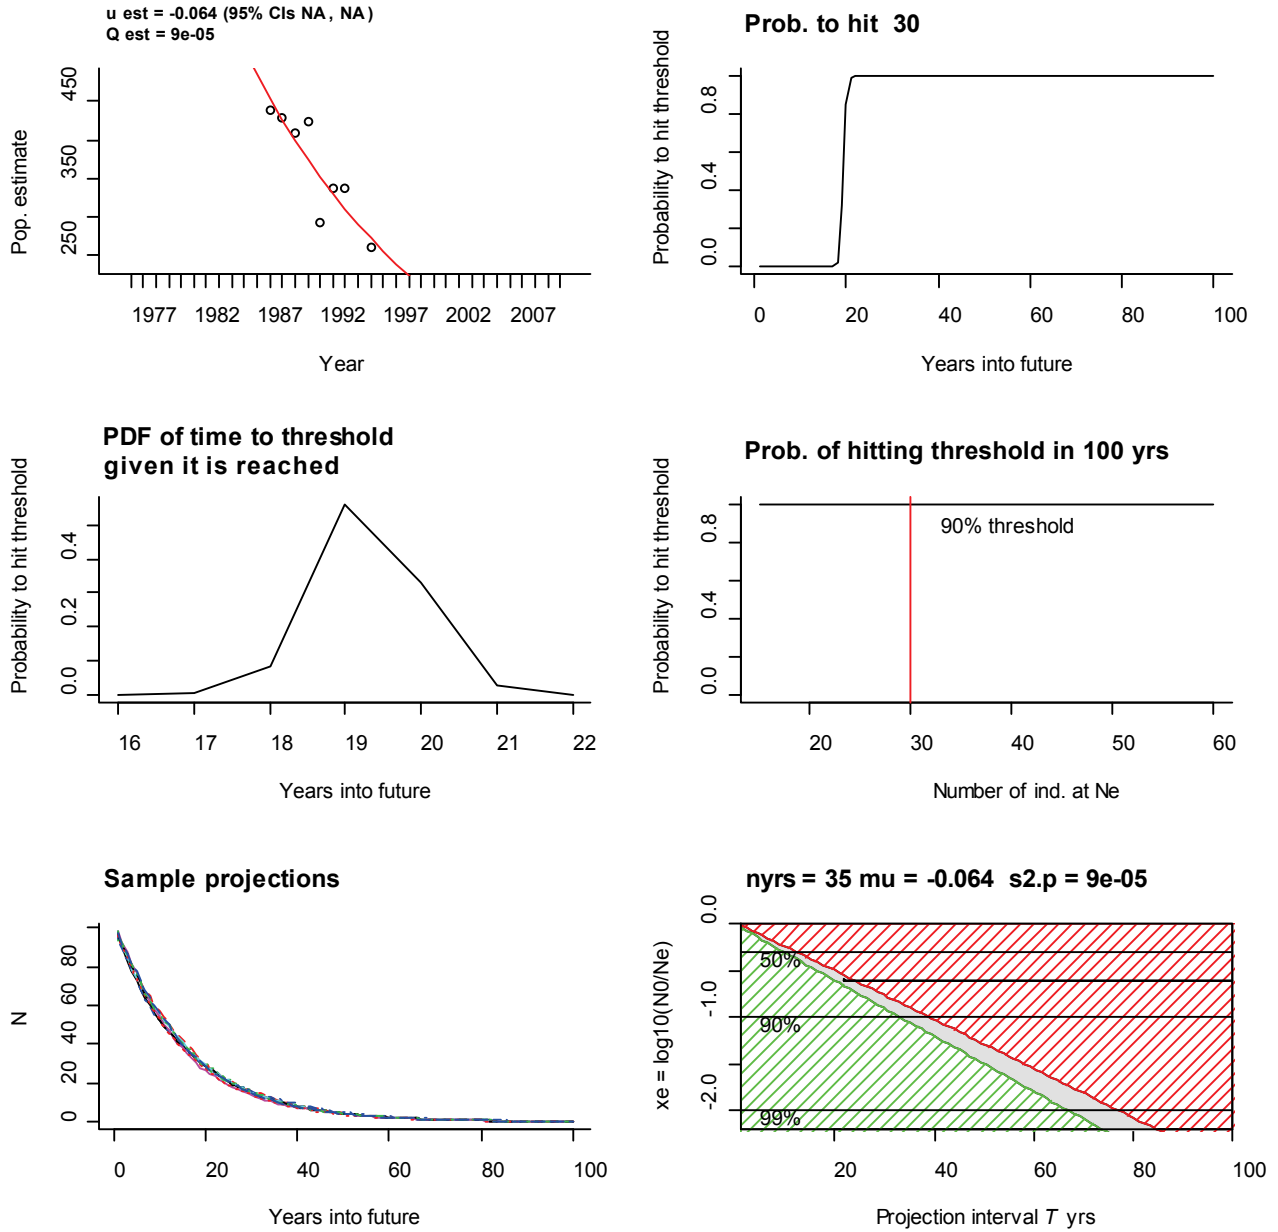 u est = -0.064 (95% CIs NA, NA)
Q est = 9e-05
Pop. estimate
450
350
250
1977 1982 1987 1992 1997 2002 2007
Year
Prob. to hit 30
Probability to hit threshold
0.8
0.4
0.0
0 20 40 60 80 100
Years into future
PDF of time to threshold
given it is reached
Probability to hit threshold
0.4
0.2
0.0
16 17 18 19 20 21 22
Years into future
Prob. of hitting threshold in 100 yrs
Probability to hit threshold
0.8
0.4
0.0
90% threshold
20 30 40 50 60
Number of ind. at Ne
Sample projections
N
80
60
40
20
0
0 20 40 60 80 100
Years into future
nyrs = 35 mu = -0.064 s2.p = 9e-05
xe = log10(N0/Ne)
0.0
-1.0
-2.0
50%
90%
99%
20 40 60 80 100
Projection interval T yrs